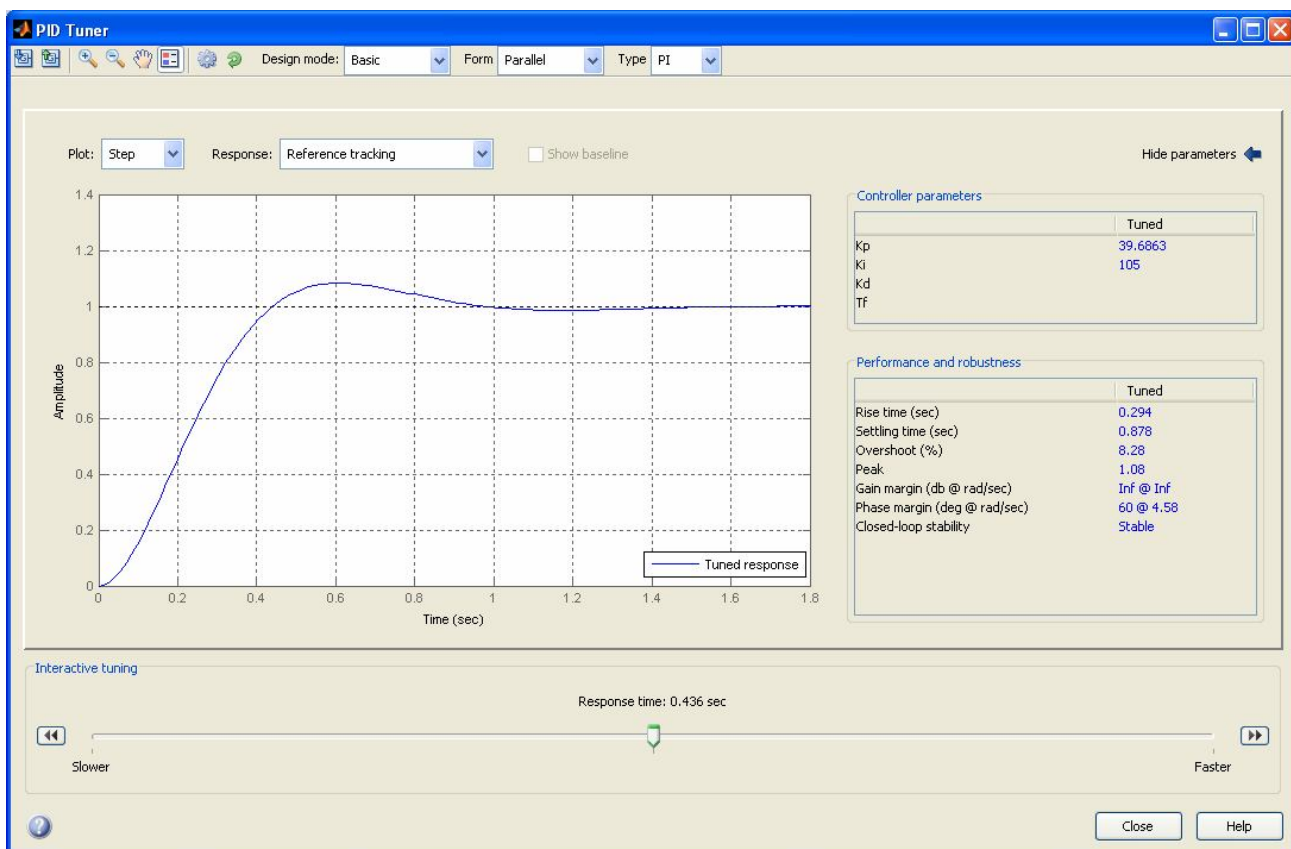 PID Tuner
Design mode: Basic Form Parallel Type PI
Plot: Step Response: Reference tracking Show baseline Hide parameters
1.4
1.2
1
0.8
0.6
0.4
0.2
0
Amplitude
0 0.2 0.4 0.6 0.8 1 1.2 1.4 1.6 1.8
Time (sec)
Tuned response
Controller parameters
Tuned
Kp 39.6863
Ki 105
Kd
Tf
Performance and robustness
Tuned
Rise time (sec) 0.294
Settling time (sec) 0.878
Overshoot (%) 8.28
Peak 1.08
Gain margin (db @ rad/sec) Inf @ Inf
Phase margin (deg @ rad/sec) 60 @ 4.58
Closed-loop stability Stable
Interactive tuning
Response time: 0.436 sec
Slower Faster
Close Help